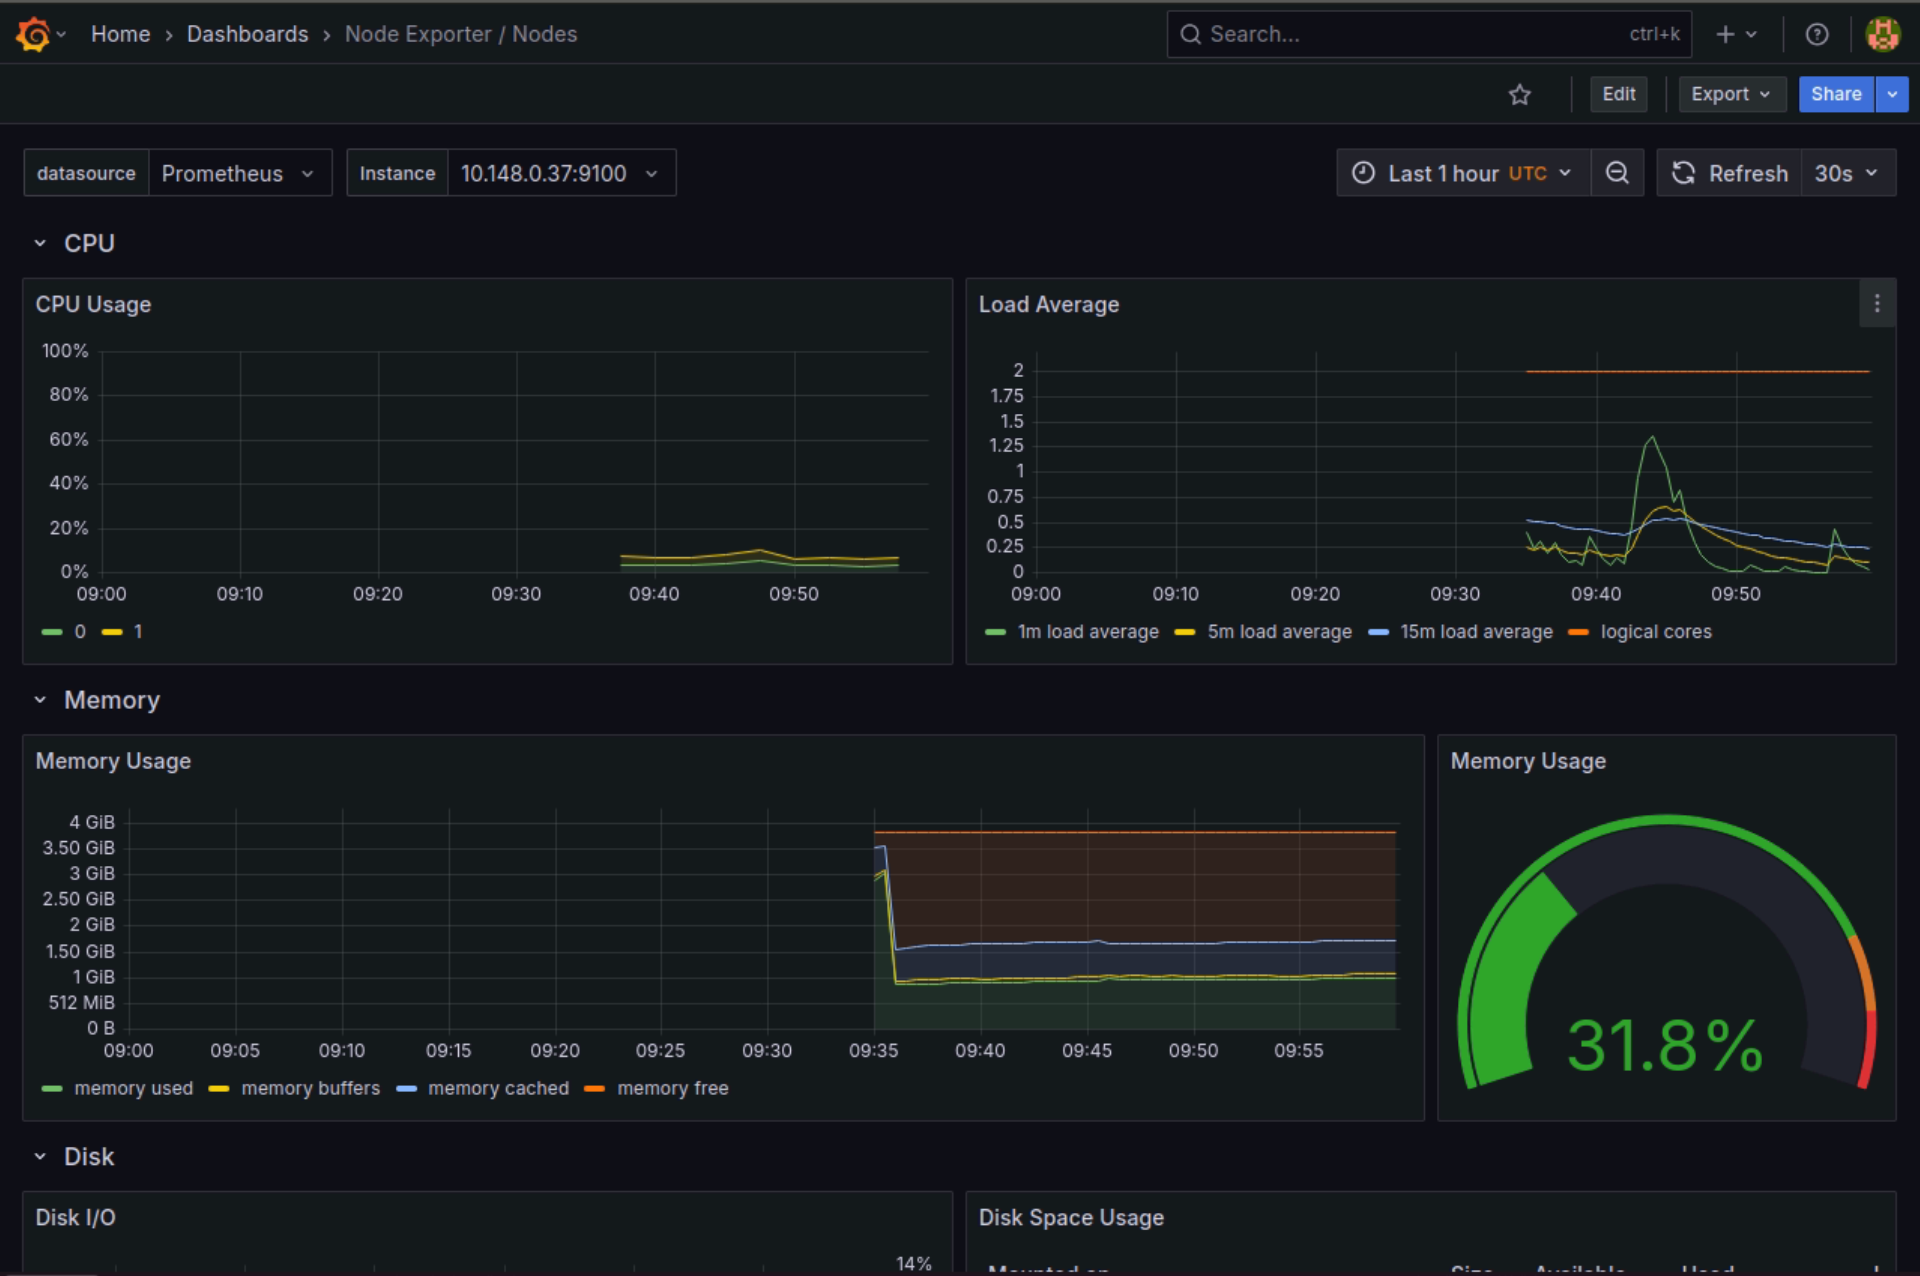 Home › Dashboards › Node Exporter / Nodes Search... ctrl+k
Edit Export Share
datasource Prometheus Instance 10.148.0.37:9100 Last 1 hour UTC Refresh 30s
CPU
CPU Usage
100%
80%
60%
40%
20%
0%
09:00 09:10 09:20 09:30 09:40 09:50
0 1
Load Average
2
1.75
1.5
1.25
1
0.75
0.5
0.25
0
09:00 09:10 09:20 09:30 09:40 09:50
1m load average 5m load average 15m load average logical cores
Memory
Memory Usage
4 GiB
3.50 GiB
3 GiB
2.50 GiB
2 GiB
1.50 GiB
1 GiB
512 MiB
0 B
09:00 09:05 09:10 09:15 09:20 09:25 09:30 09:35 09:40 09:45 09:50 09:55
memory used memory buffers memory cached memory free
Memory Usage
31.8%
Disk
Disk I/O
14%
Disk Space Usage
Mounted on Size Available Used